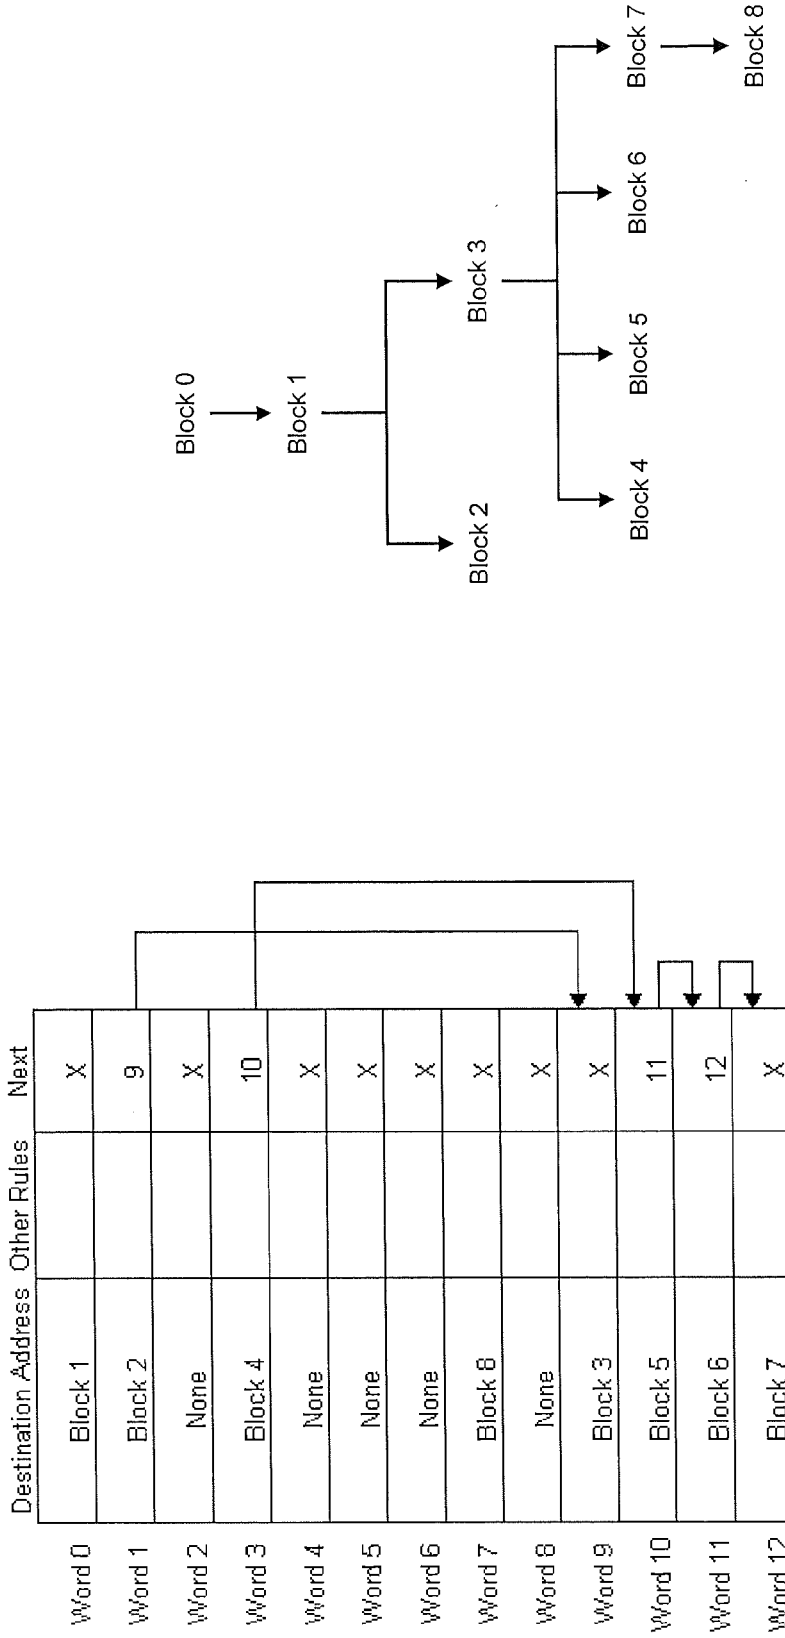 Destination Address Other Rules Next
Word 0 Block 1 X
Word 1 Block 2 9
Word 2 None X
Word 3 Block 4 10
Word 4 None X
Word 5 None X
Word 6 None X
Word 7 Block 8 X
Word 8 None X
Word 9 Block 3 X
Word 10 Block 5 11
Word 11 Block 6 12
Word 12 Block 7 X
Block 0
Block 1
Block 2 Block 3
Block 4 Block 5 Block 6 Block 7
Block 8